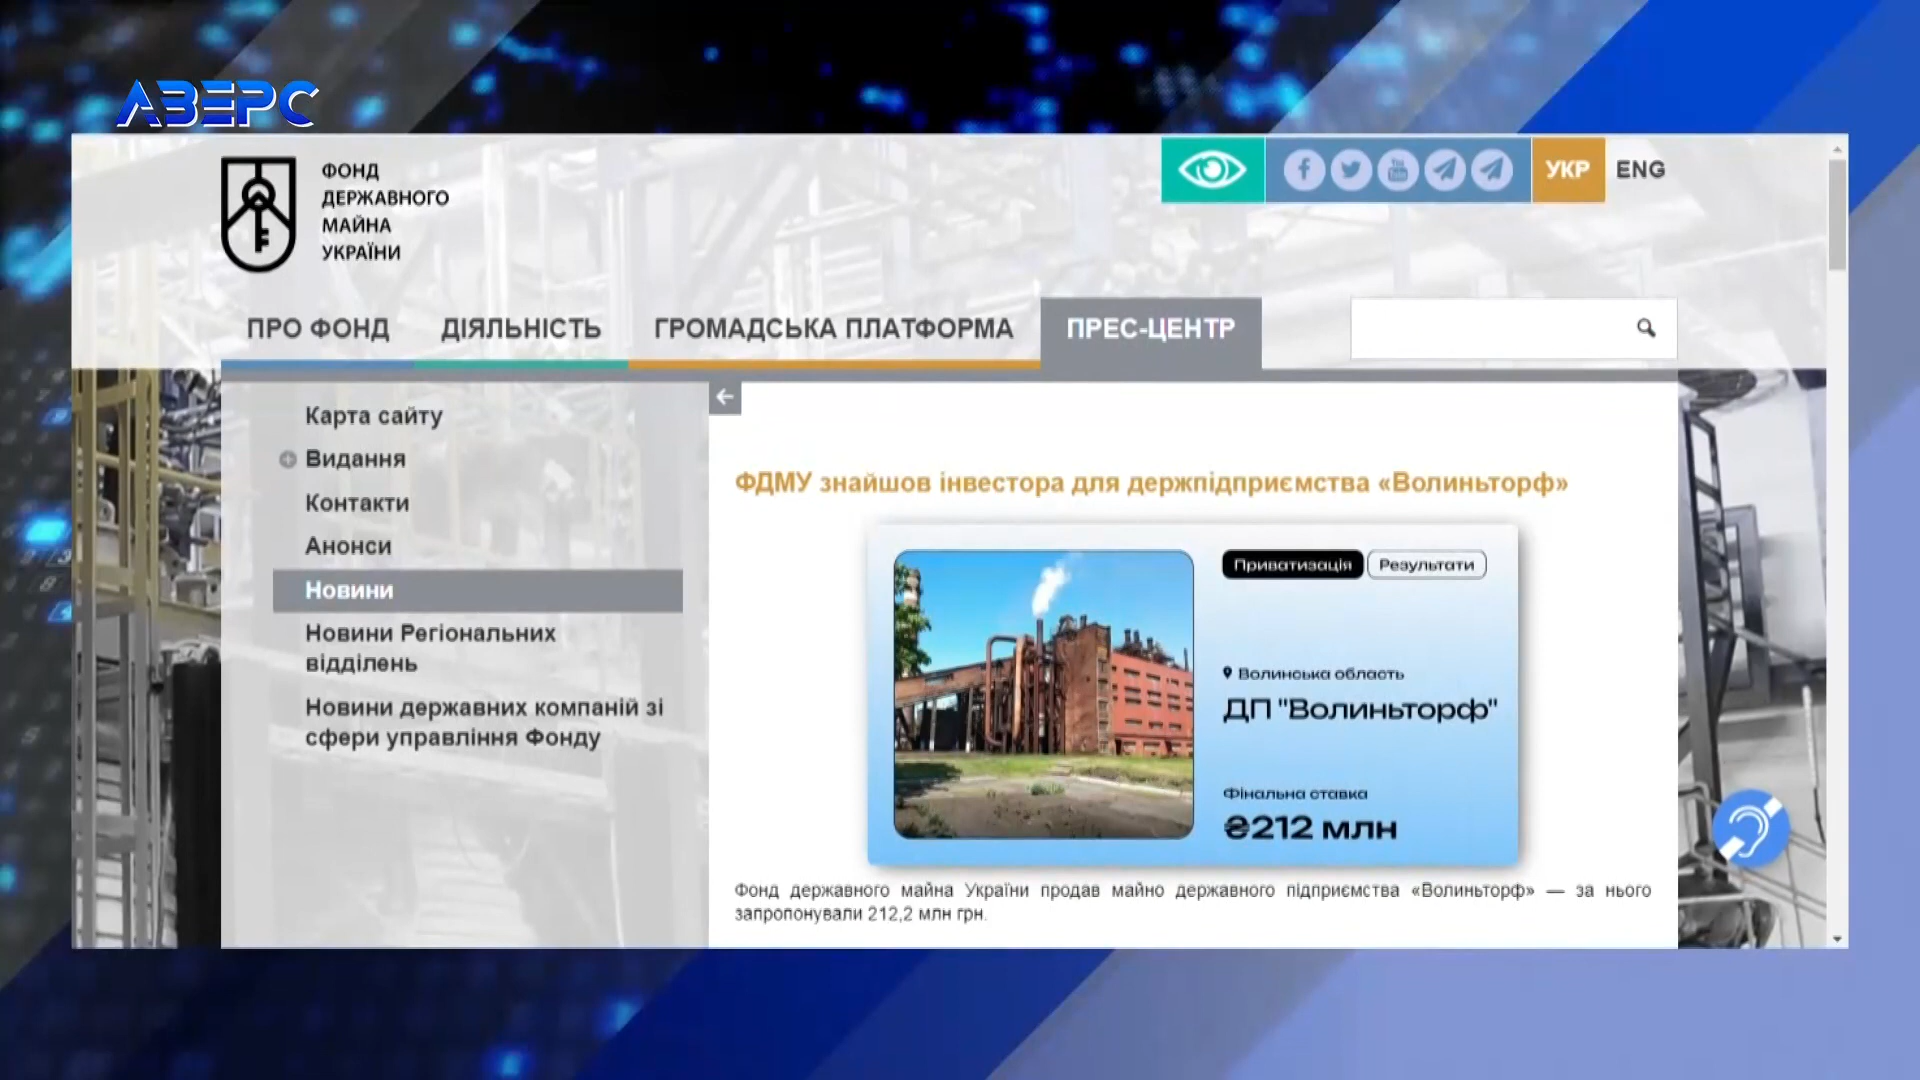 АВЕРС
ФОНД
ДЕРЖАВНОГО
МАЙНА
УКРАЇНИ
УКР
ENG
ПРО ФОНД
ДІЯЛЬНІСТЬ
ГРОМАДСЬКА ПЛАТФОРМА
ПРЕС-ЦЕНТР
Карта сайту
Видання
Контакти
Анонси
Новини
Новини Регіональних
відділень
Новини державних компаній зі
сфери управління Фонду
ФДМУ знайшов інвестора для держпідприємства «Волиньторф»
Приватизація
Результати
Волинська область
ДП "Волиньторф"
Фінальна ставка
₴212 млн
Фонд державного майна України продав майно державного підприємства «Волиньторф» — за нього
запропонували 212,2 млн грн.